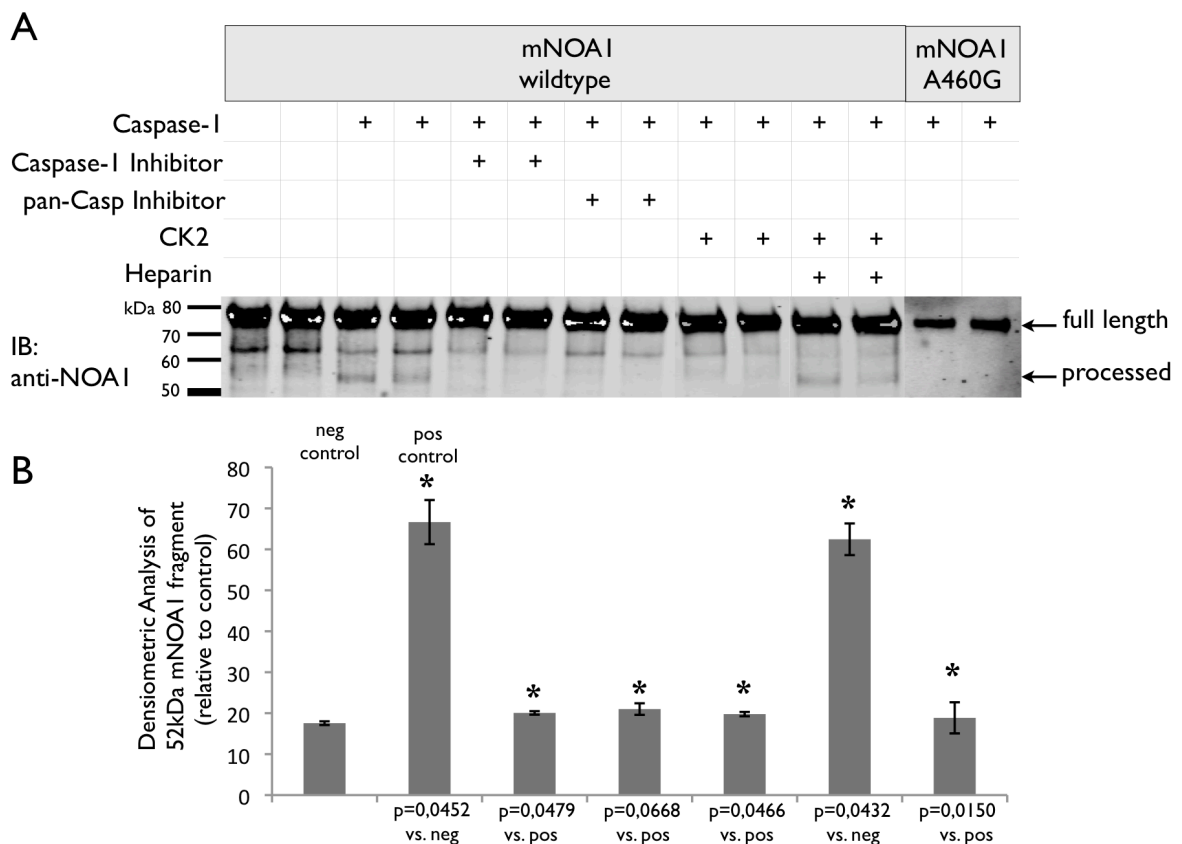 A
mNOA1
wildtype
mNOA1
A460G
Caspase-1 + + + + + + + + + + + +
Caspase-1 Inhibitor + +
pan-Casp Inhibitor + +
CK2 + + + +
Heparin + +
kDa 80
70
60
50
IB:
anti-NOA1
full length
processed
B
neg
control
pos
control
Densiometric Analysis of
52kDa mNOA1 fragment
(relative to control)
80
70
60
50
40
30
20
10
0
* * * * * *
p=0,0452 p=0,0479 p=0,0668 p=0,0466 p=0,0432 p=0,0150
vs. neg vs. pos vs. pos vs. pos vs. neg vs. pos